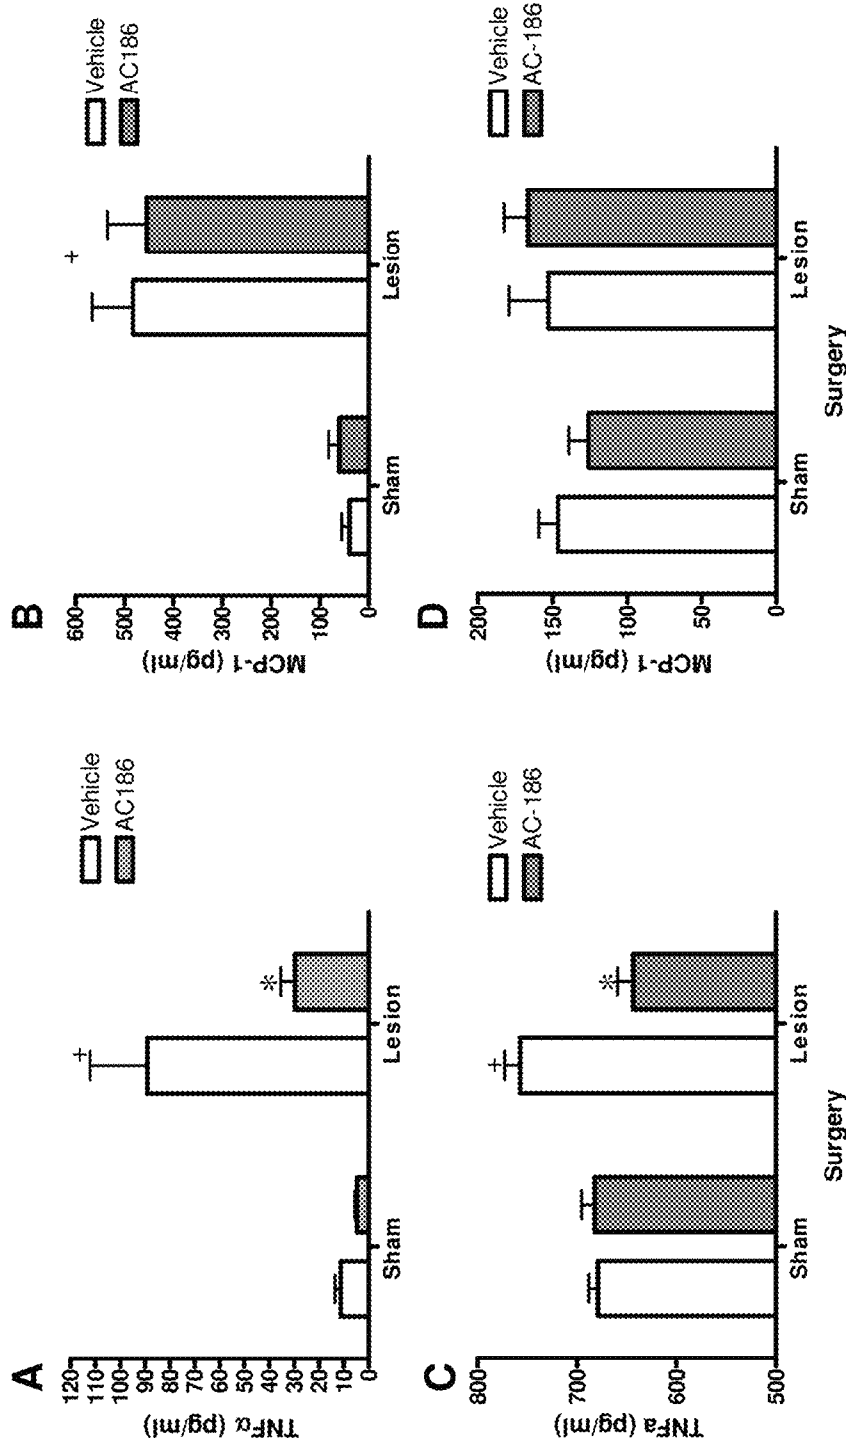 A
Vehicle
AC186
TNFα (pg/ml)
120
110
100
90
80
70
60
50
40
30
20
10
0
+
*
Sham
Lesion
B
Vehicle
AC186
MCP-1 (pg/ml)
600
500
400
300
200
100
0
+
Sham
Lesion
C
Vehicle
AC-186
TNFa (pg/ml)
800
700
600
500
+
*
Sham
Lesion
Surgery
D
Vehicle
AC-186
MCP-1 (pg/ml)
200
150
100
50
0
Sham
Lesion
Surgery